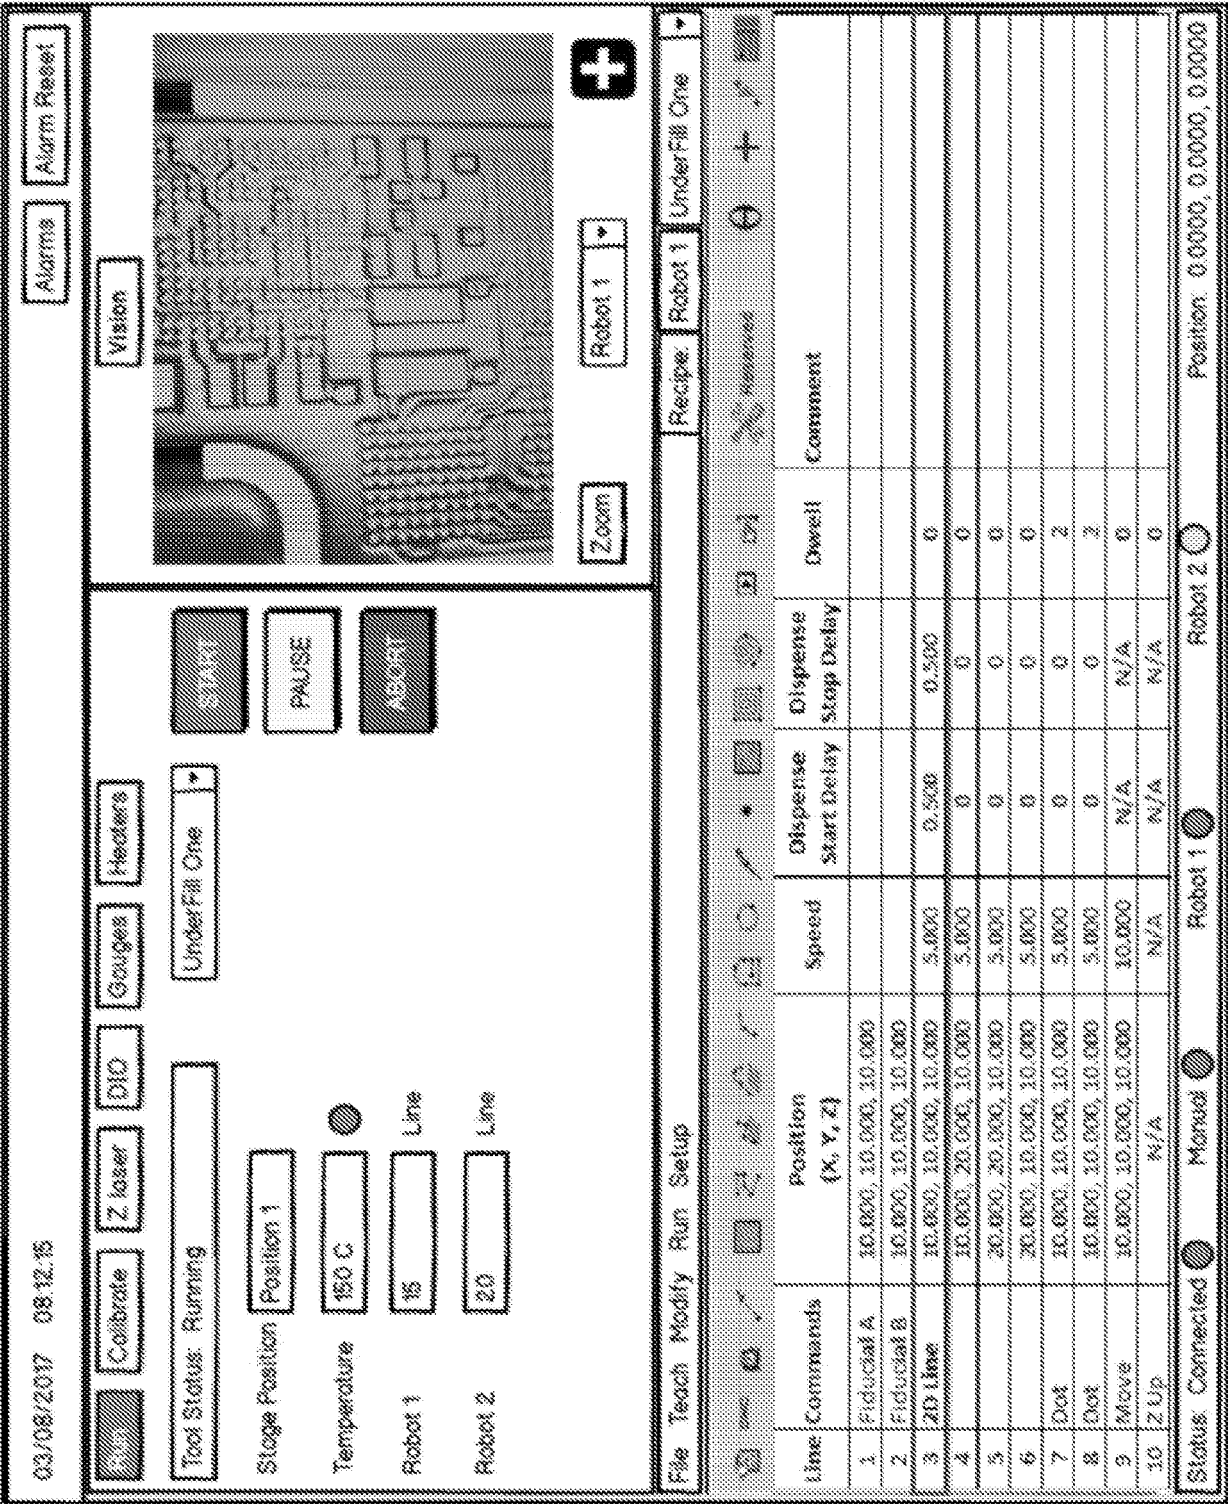 03/08/2017 08:12:15 Alarms Alarm Reset
Run Calibrate Z laser DIO Gauges Heaters
Vision
Tool Status: Running UnderFill One
START
PAUSE
ABORT
Stage Position Position 1
Temperature 150 C
Robot 1 15 Line
Robot 2 20 Line
Zoom Robot 1
File Teach Modify Run Setup Recipe: Robot 1 UnderFill One
Line Commands Position (X, Y, Z) Speed Dispense Start Delay Dispense Stop Delay Dwell Comment
1 Fiducial A 10.000, 10.000, 10.000
2 Fiducial B 10.000, 10.000, 10.000
3 2D Line 10.000, 10.000, 10.000 5.000 0.500 0.500 0
4 10.000, 20.000, 10.000 5.000 0 0 0
5 20.000, 20.000, 10.000 5.000 0 0 0
6 20.000, 10.000, 10.000 5.000 0 0 0
7 Dot 10.000, 10.000, 10.000 5.000 0 0 2
8 Dot 10.000, 10.000, 10.000 5.000 0 0 2
9 Move 10.000, 10.000, 10.000 10.000 N/A N/A 0
10 Z Up N/A N/A N/A N/A 0
Status: Connected Manual Robot 1 Robot 2 Position: 0.0000, 0.0000, 0.0000